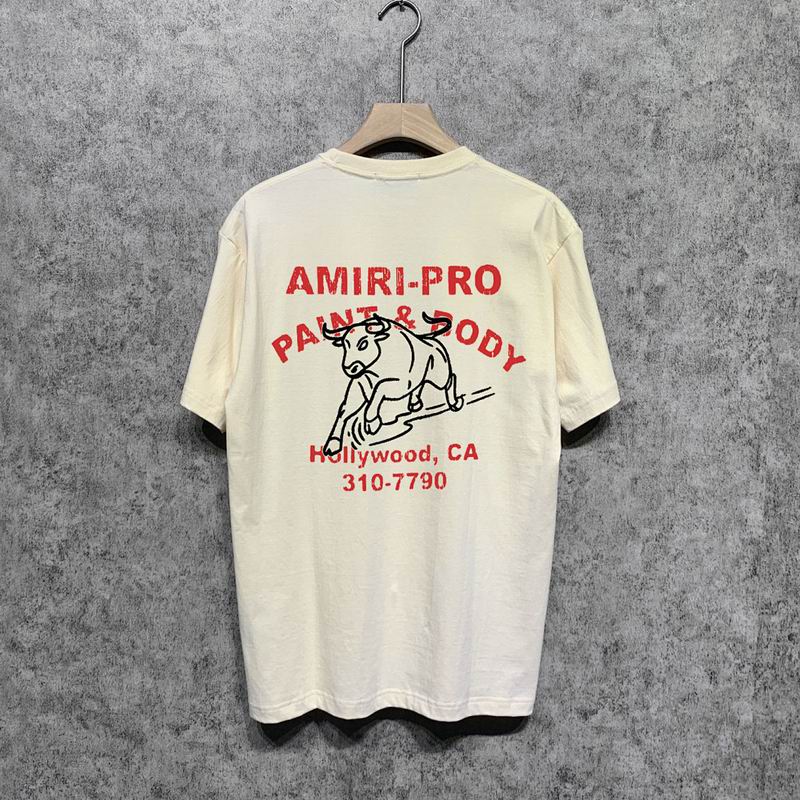 AMIRI-PRO
PAINT & BODY
Hollywood, CA
310-7790